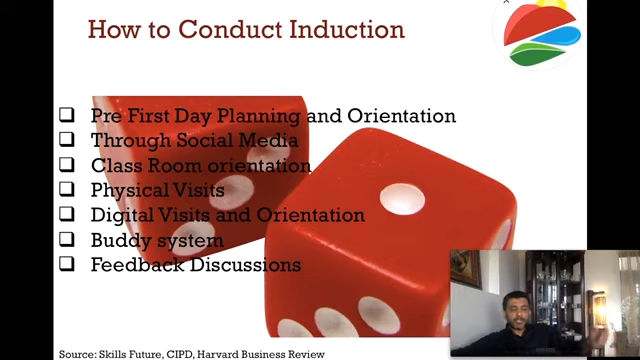 How to Conduct Induction
Pre First Day Planning and Orientation
Through Social Media
Class Room orientation
Physical Visits
Digital Visits and Orientation
Buddy system
Feedback Discussions
Source: Skills Future, CIPD, Harvard Business Review